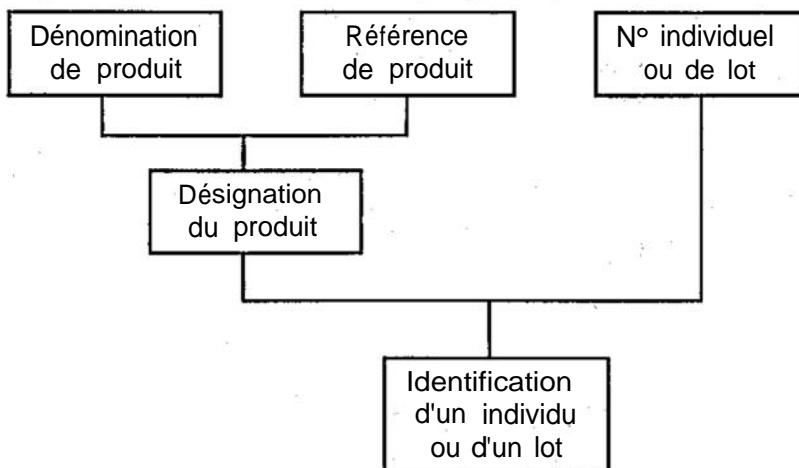 Dénomination
de produit
Référence
de produit
N° individuel
ou de lot
Désignation
du produit
Identification
d'un individu
ou d'un lot